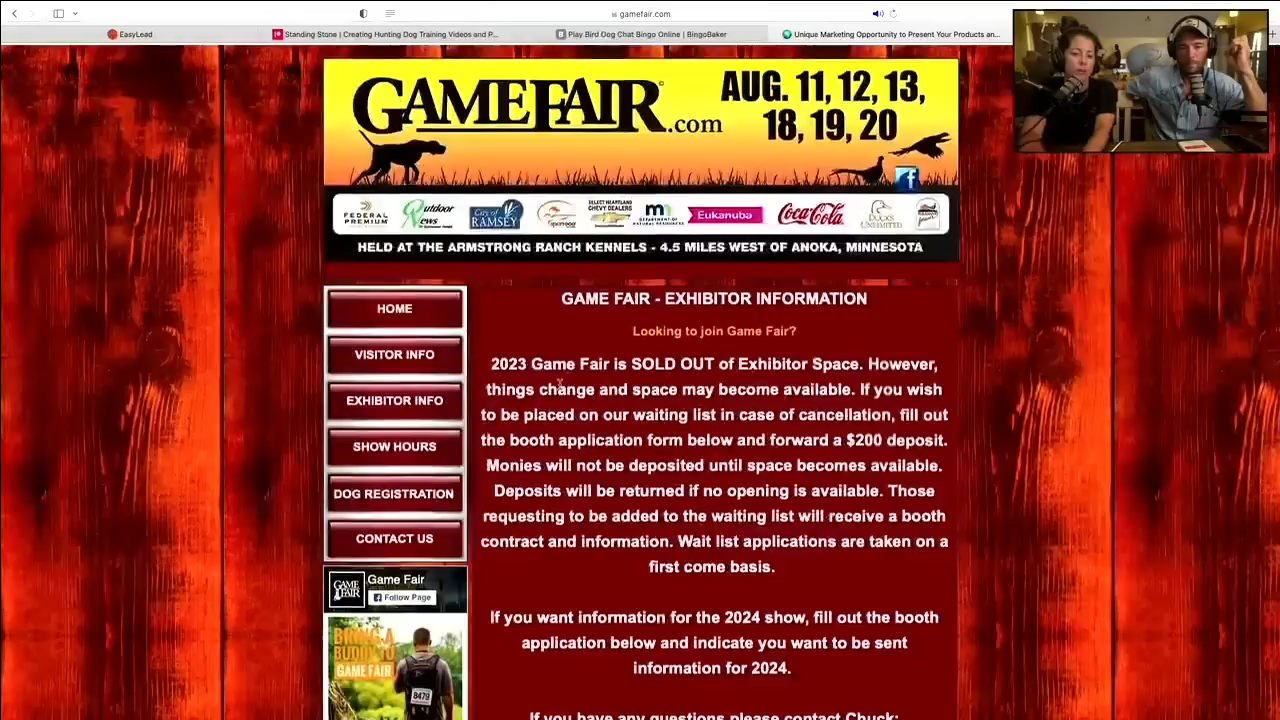 gamefair.com
EasyLead
Standing Stone | Creating Hunting Dog Training Videos and P...
Play Bird Dog Chat Bingo Online | BingoBaker
Unique Marketing Opportunity to Present Your Products an...
GAME FAIR.com
AUG. 11, 12, 13,
18, 19, 20
FEDERAL PREMIUM
Outdoor News
City of RAMSEY
SELECT HEARTLAND CHEVY DEALERS
DEPARTMENT OF NATURAL RESOURCES
Eukanuba
Coca-Cola
DUCKS UNLIMITED
HELD AT THE ARMSTRONG RANCH KENNELS - 4.5 MILES WEST OF ANOKA, MINNESOTA
HOME
VISITOR INFO
EXHIBITOR INFO
SHOW HOURS
DOG REGISTRATION
CONTACT US
GAME FAIR
Game Fair
Follow Page
BRING A
BUDDY TO
GAME FAIR
8479
GAME FAIR - EXHIBITOR INFORMATION
Looking to join Game Fair?
2023 Game Fair is SOLD OUT of Exhibitor Space. However,
things change and space may become available. If you wish
to be placed on our waiting list in case of cancellation, fill out
the booth application form below and forward a $200 deposit.
Monies will not be deposited until space becomes available.
Deposits will be returned if no opening is available. Those
requesting to be added to the waiting list will receive a booth
contract and information. Wait list applications are taken on a
first come basis.
If you want information for the 2024 show, fill out the booth
application below and indicate you want to be sent
information for 2024.
If you have any questions please contact Chuck: